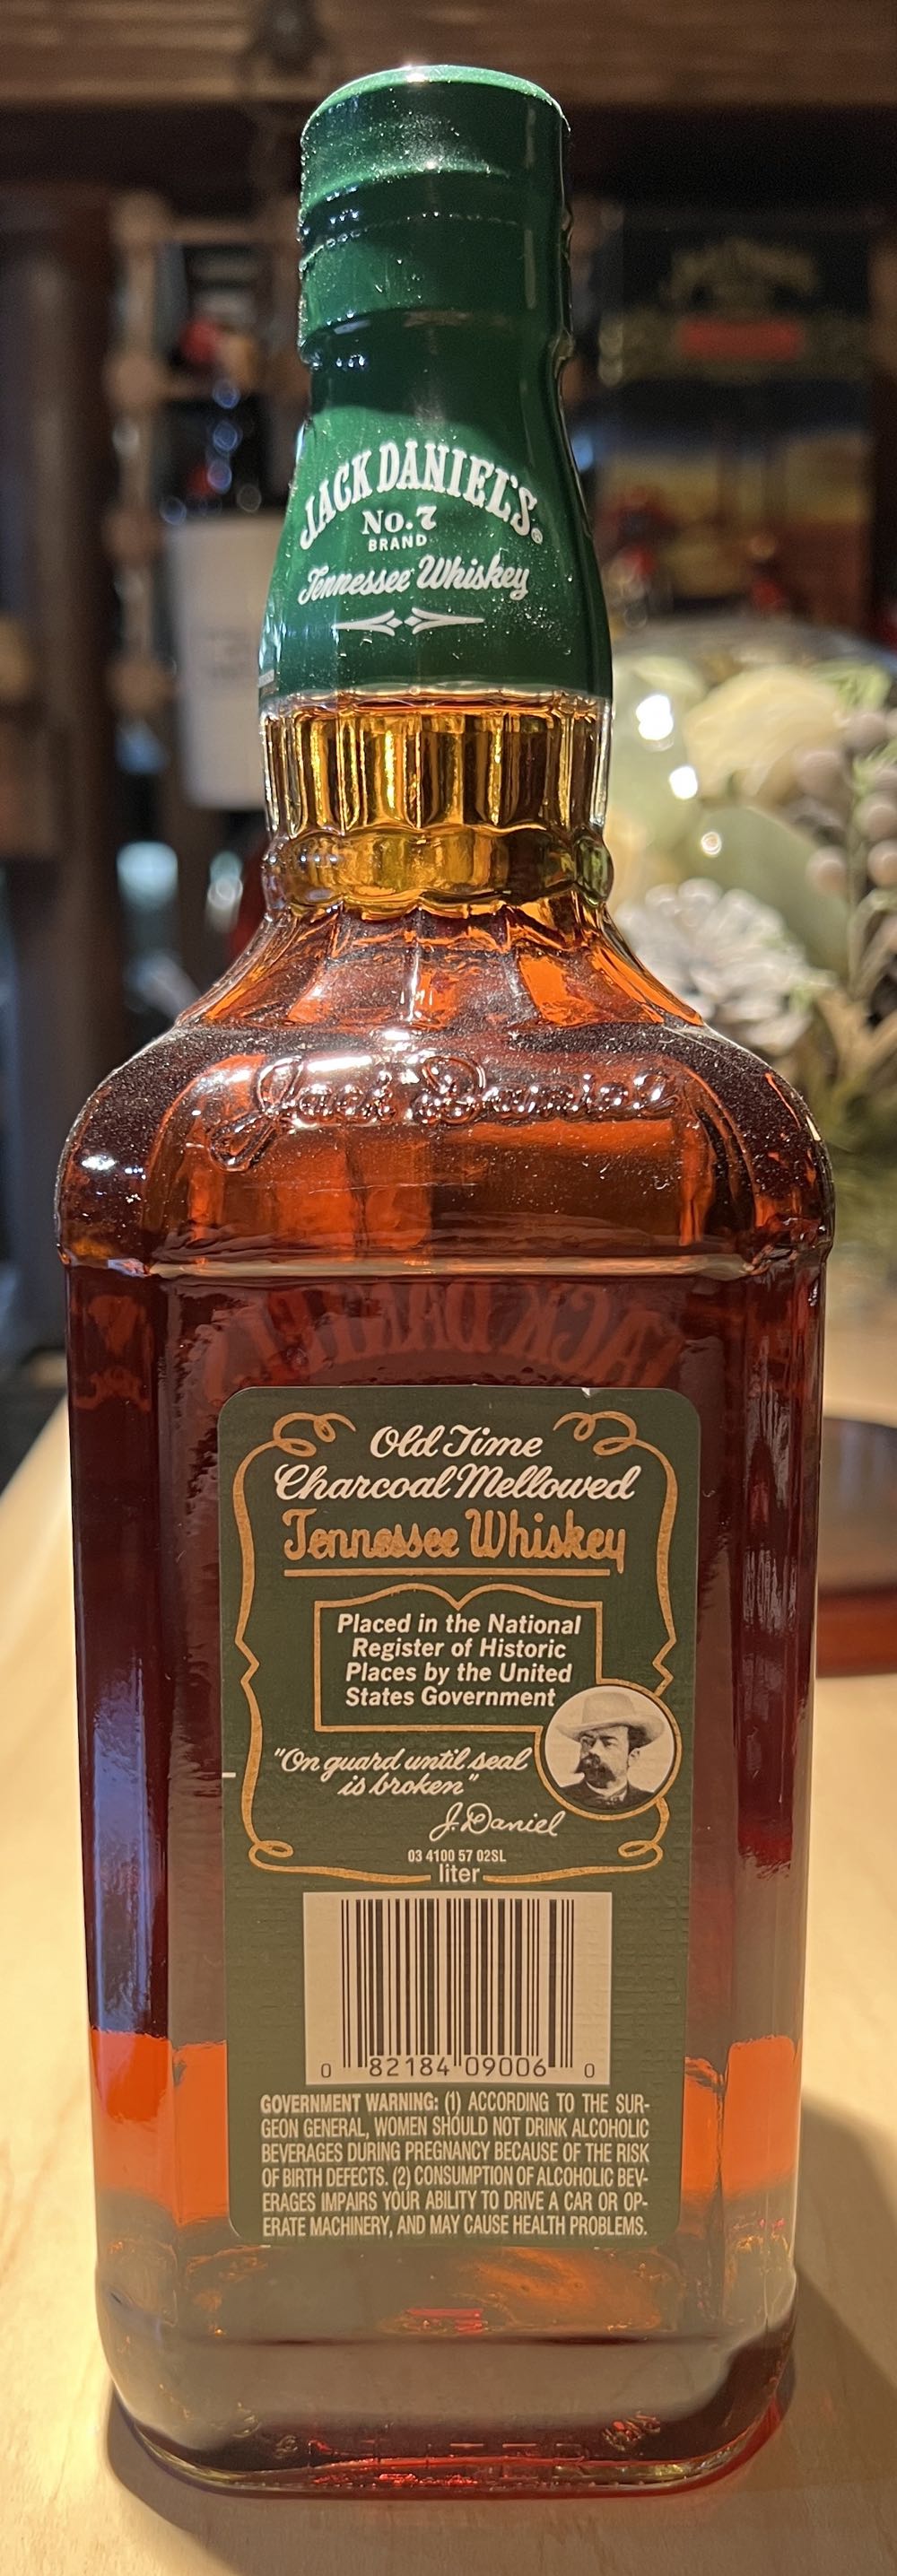 JACK DANIEL'S®
No.7
BRAND
Tennessee Whiskey
Jack Daniel
JACK DANIEL'S
Old Time
Charcoal Mellowed
Tennessee Whiskey
Placed in the National
Register of Historic
Places by the United
States Government
"On guard until seal
is broken"
J. Daniel
03 4100 57 02SL
liter
0 82184 09006 0
GOVERNMENT WARNING: (1) ACCORDING TO THE SUR-
GEON GENERAL, WOMEN SHOULD NOT DRINK ALCOHOLIC
BEVERAGES DURING PREGNANCY BECAUSE OF THE RISK
OF BIRTH DEFECTS. (2) CONSUMPTION OF ALCOHOLIC BEV-
ERAGES IMPAIRS YOUR ABILITY TO DRIVE A CAR OR OP-
ERATE MACHINERY, AND MAY CAUSE HEALTH PROBLEMS.